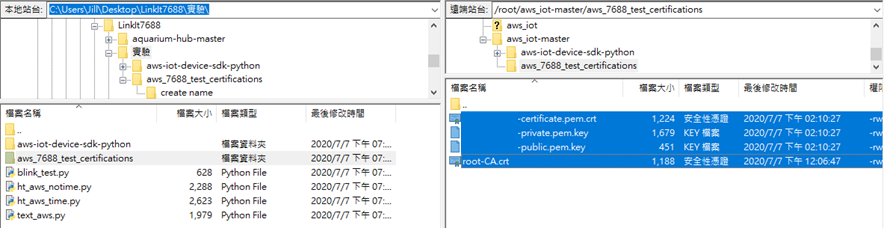 本地站台: C:\Users\Jill\Desktop\LinkIt7688\實驗\
LinkIt7688
aquarium-hub-master
實驗
aws-iot-device-sdk-python
aws_7688_test_certifications
create name
檔案名稱 檔案大小 檔案類型 最後修改時間
..
aws-iot-device-sdk-python 檔案資料夾 2020/7/7 下午 07:...
aws_7688_test_certifications 檔案資料夾 2020/7/7 下午 07:...
blink_test.py 628 Python File 2020/7/7 下午 07:...
ht_aws_notime.py 2,288 Python File 2020/7/7 下午 07:...
ht_aws_time.py 2,623 Python File 2020/7/7 下午 07:...
text_aws.py 1,979 Python File 2020/7/7 下午 07:...
遠端站台: /root/aws_iot-master/aws_7688_test_certifications
aws_iot
aws_iot-master
aws-iot-device-sdk-python
aws_7688_test_certifications
檔案名稱 檔案大小 檔案類型 最後修改時間 權限
..
-certificate.pem.crt 1,224 安全性憑證 2020/7/7 下午 02:10:27 -rw
-private.pem.key 1,679 KEY 檔案 2020/7/7 下午 02:10:27 -rw
-public.pem.key 451 KEY 檔案 2020/7/7 下午 02:10:27 -rw
root-CA.crt 1,188 安全性憑證 2020/7/7 下午 12:06:47 -rw